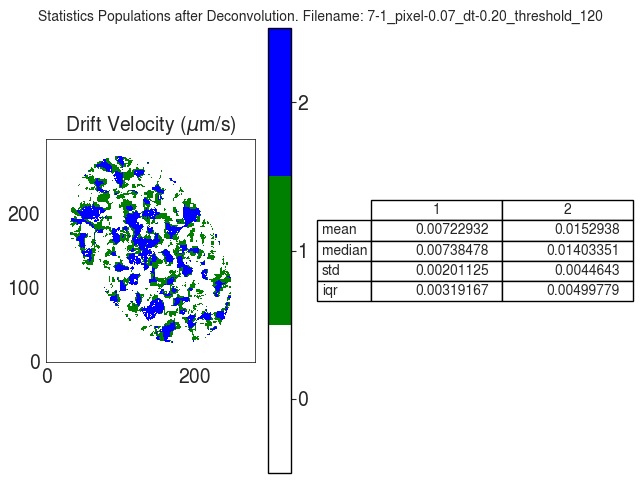 Statistics Populations after Deconvolution. Filename: 7-1_pixel-0.07_dt-0.20_threshold_120
Drift Velocity (μm/s)
200
100
0
0 200
2
1
0
1 2
mean 0.00722932 0.0152938
median 0.00738478 0.01403351
std 0.00201125 0.0044643
iqr 0.00319167 0.00499779